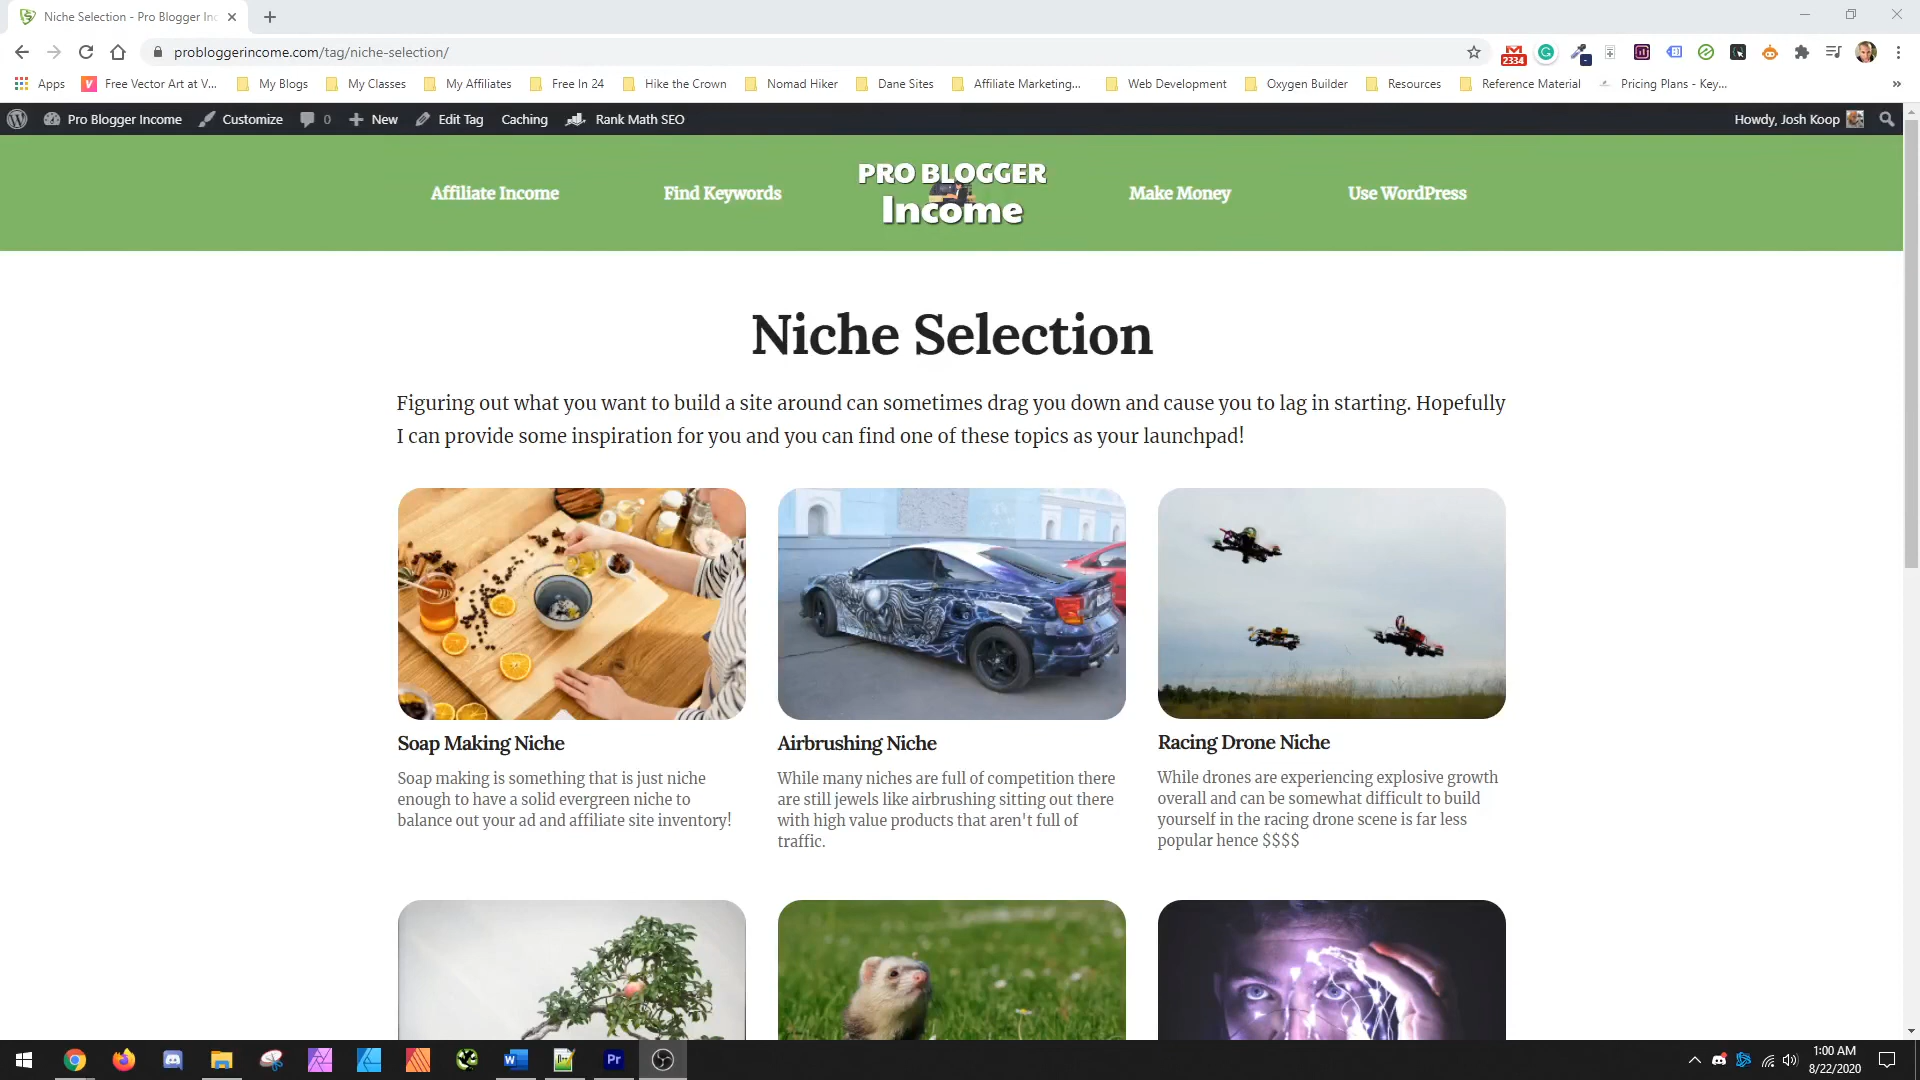 Niche Selection - Pro Blogger Inc
probloggerincome.com/tag/niche-selection/
2334
Apps
Free Vector Art at V...
My Blogs
My Classes
My Affiliates
Free In 24
Hike the Crown
Nomad Hiker
Dane Sites
Affiliate Marketing...
Web Development
Oxygen Builder
Resources
Reference Material
Pricing Plans - Key...
»
Pro Blogger Income
Customize
0
New
Edit Tag
Caching
Rank Math SEO
Howdy, Josh Koop
Affiliate Income
Find Keywords
PRO BLOGGER
Income
Make Money
Use WordPress
Niche Selection
Figuring out what you want to build a site around can sometimes drag you down and cause you to lag in starting. Hopefully
I can provide some inspiration for you and you can find one of these topics as your launchpad!
Soap Making Niche
Soap making is something that is just niche
enough to have a solid evergreen niche to
balance out your ad and affiliate site inventory!
Airbrushing Niche
While many niches are full of competition there
are still jewels like airbrushing sitting out there
with high value products that aren't full of
traffic.
Racing Drone Niche
While drones are experiencing explosive growth
overall and can be somewhat difficult to build
yourself in the racing drone scene is far less
popular hence $$$$
Pr
1:00 AM
8/22/2020